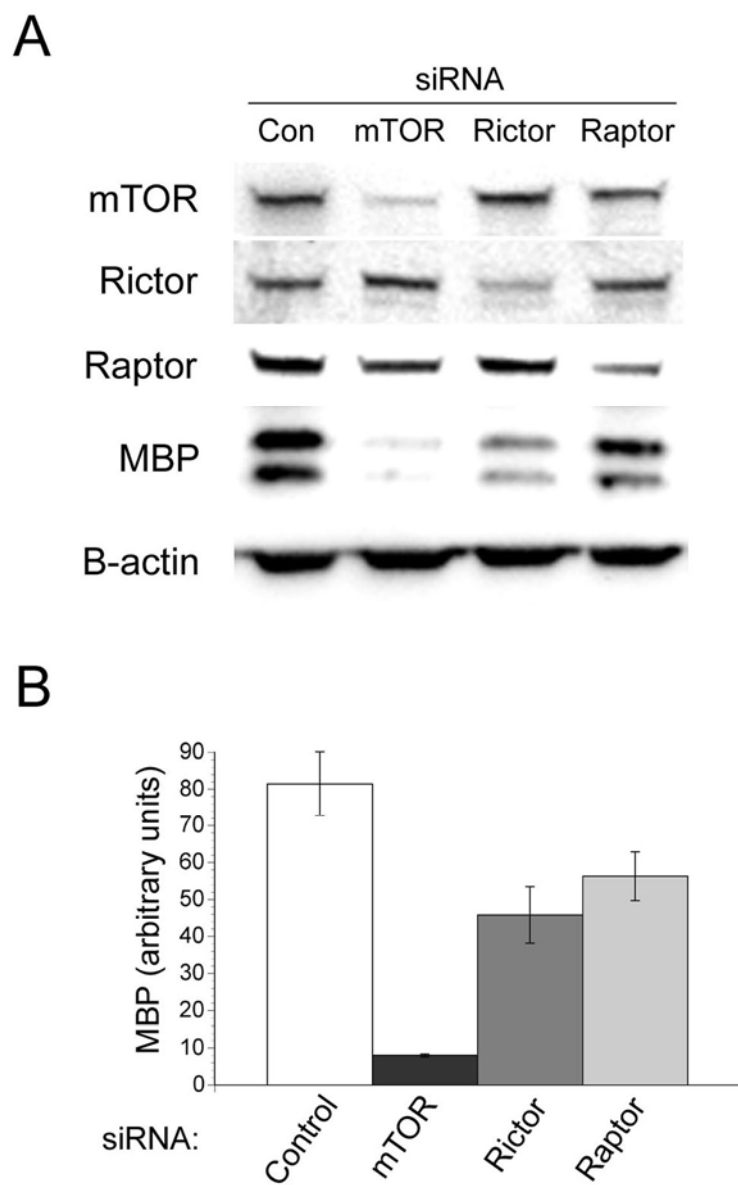 A
siRNA
Con mTOR Rictor Raptor
mTOR
Rictor
Raptor
MBP
B-actin
B
MBP (arbitrary units)
90
80
70
60
50
40
30
20
10
0
siRNA:
Control
mTOR
Rictor
Raptor